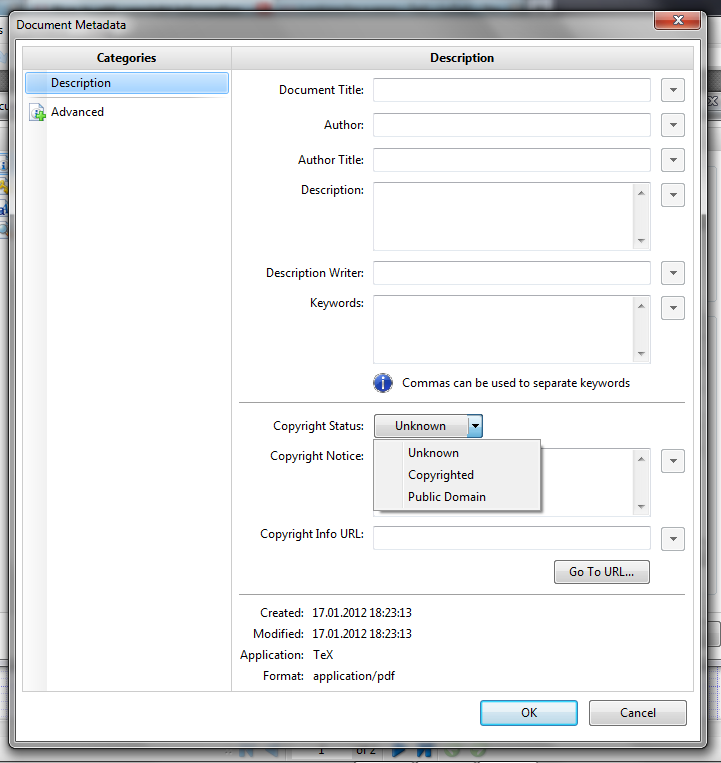 Document Metadata
Categories
Description
Description
Advanced
Document Title:
Author:
Author Title:
Description:
Description Writer:
Keywords:
Commas can be used to separate keywords
Copyright Status: Unknown
Unknown
Copyrighted
Public Domain
Copyright Notice:
Copyright Info URL:
Go To URL...
Created: 17.01.2012 18:23:13
Modified: 17.01.2012 18:23:13
Application: TeX
Format: application/pdf
OK
Cancel
1 of 2